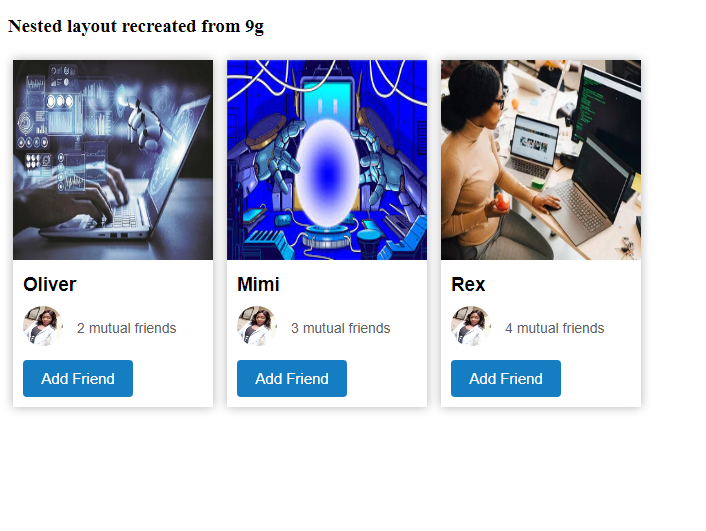 Nested layout recreated from 9g
Oliver
2 mutual friends
Add Friend
Mimi
3 mutual friends
Add Friend
Rex
4 mutual friends
Add Friend